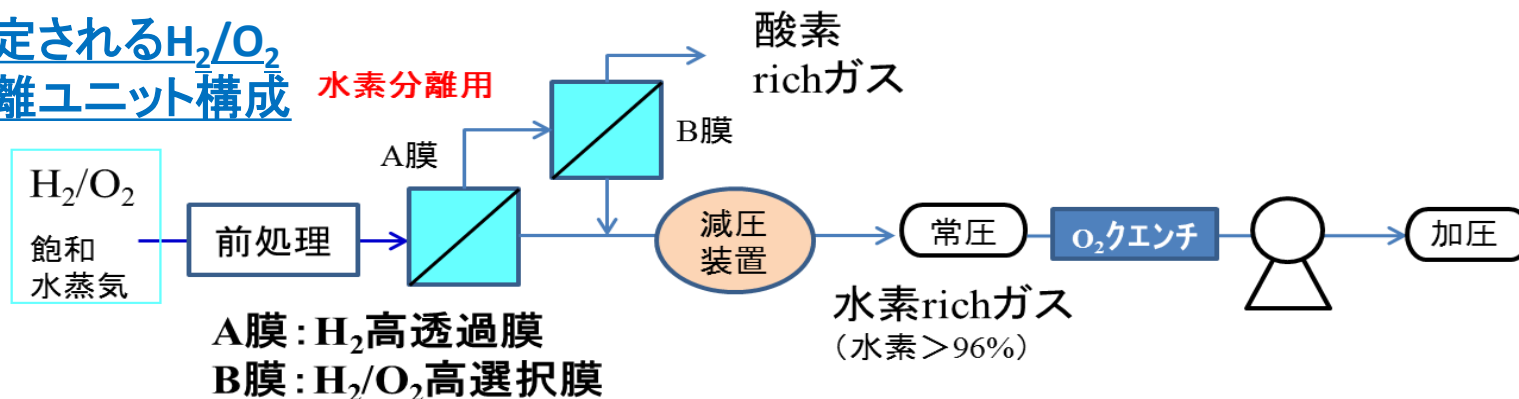 定されるH₂/O₂
離ユニット構成
水素分離用
酸素
richガス
B膜
A膜
H₂/O₂
飽和
水蒸気
前処理
減圧
装置
常圧
O₂クエンチ
加圧
水素richガス
（水素＞96%）
A膜：H₂高透過膜
B膜：H₂/O₂高選択膜